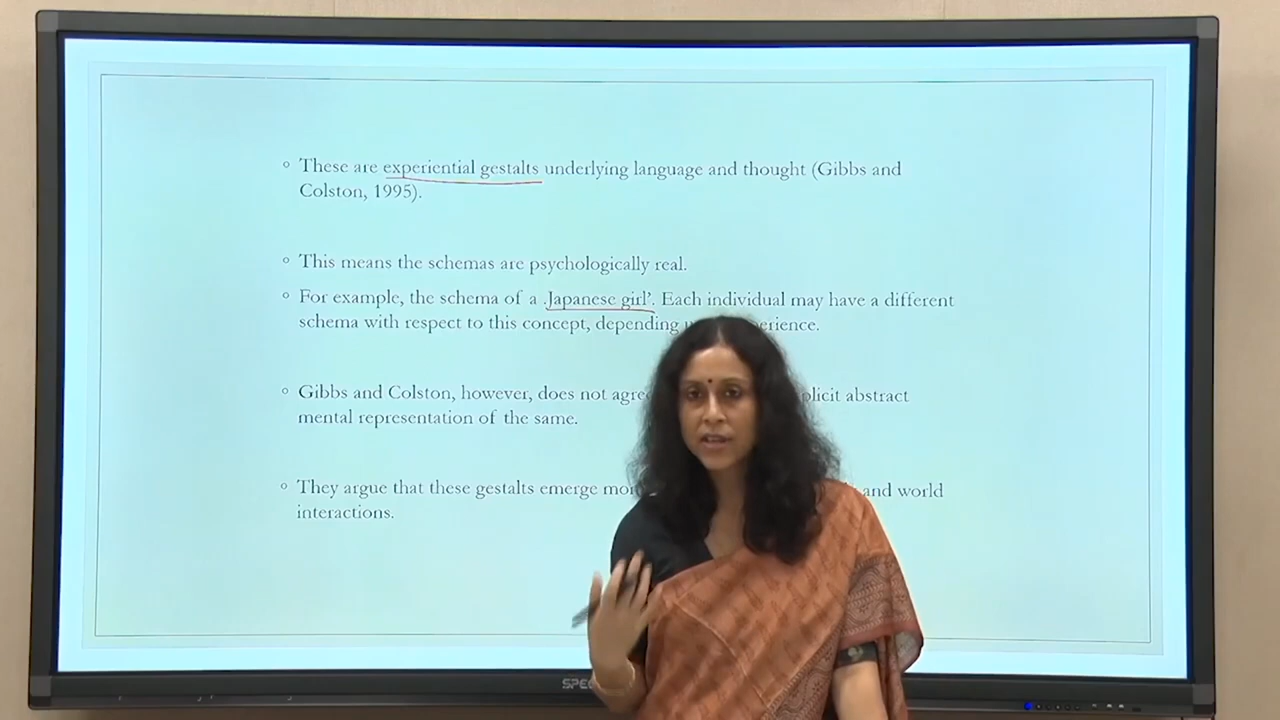 These are experiential gestalts underlying language and thought (Gibbs and
Colston, 1995).
This means the schemas are psychologically real.
For example, the schema of a ‚Japanese girl’. Each individual may have a different
schema with respect to this concept, depending
Gibbs and Colston, however, does not agree abstract
mental representation of the same.
They argue that these gestalts emerge and world
interactions.